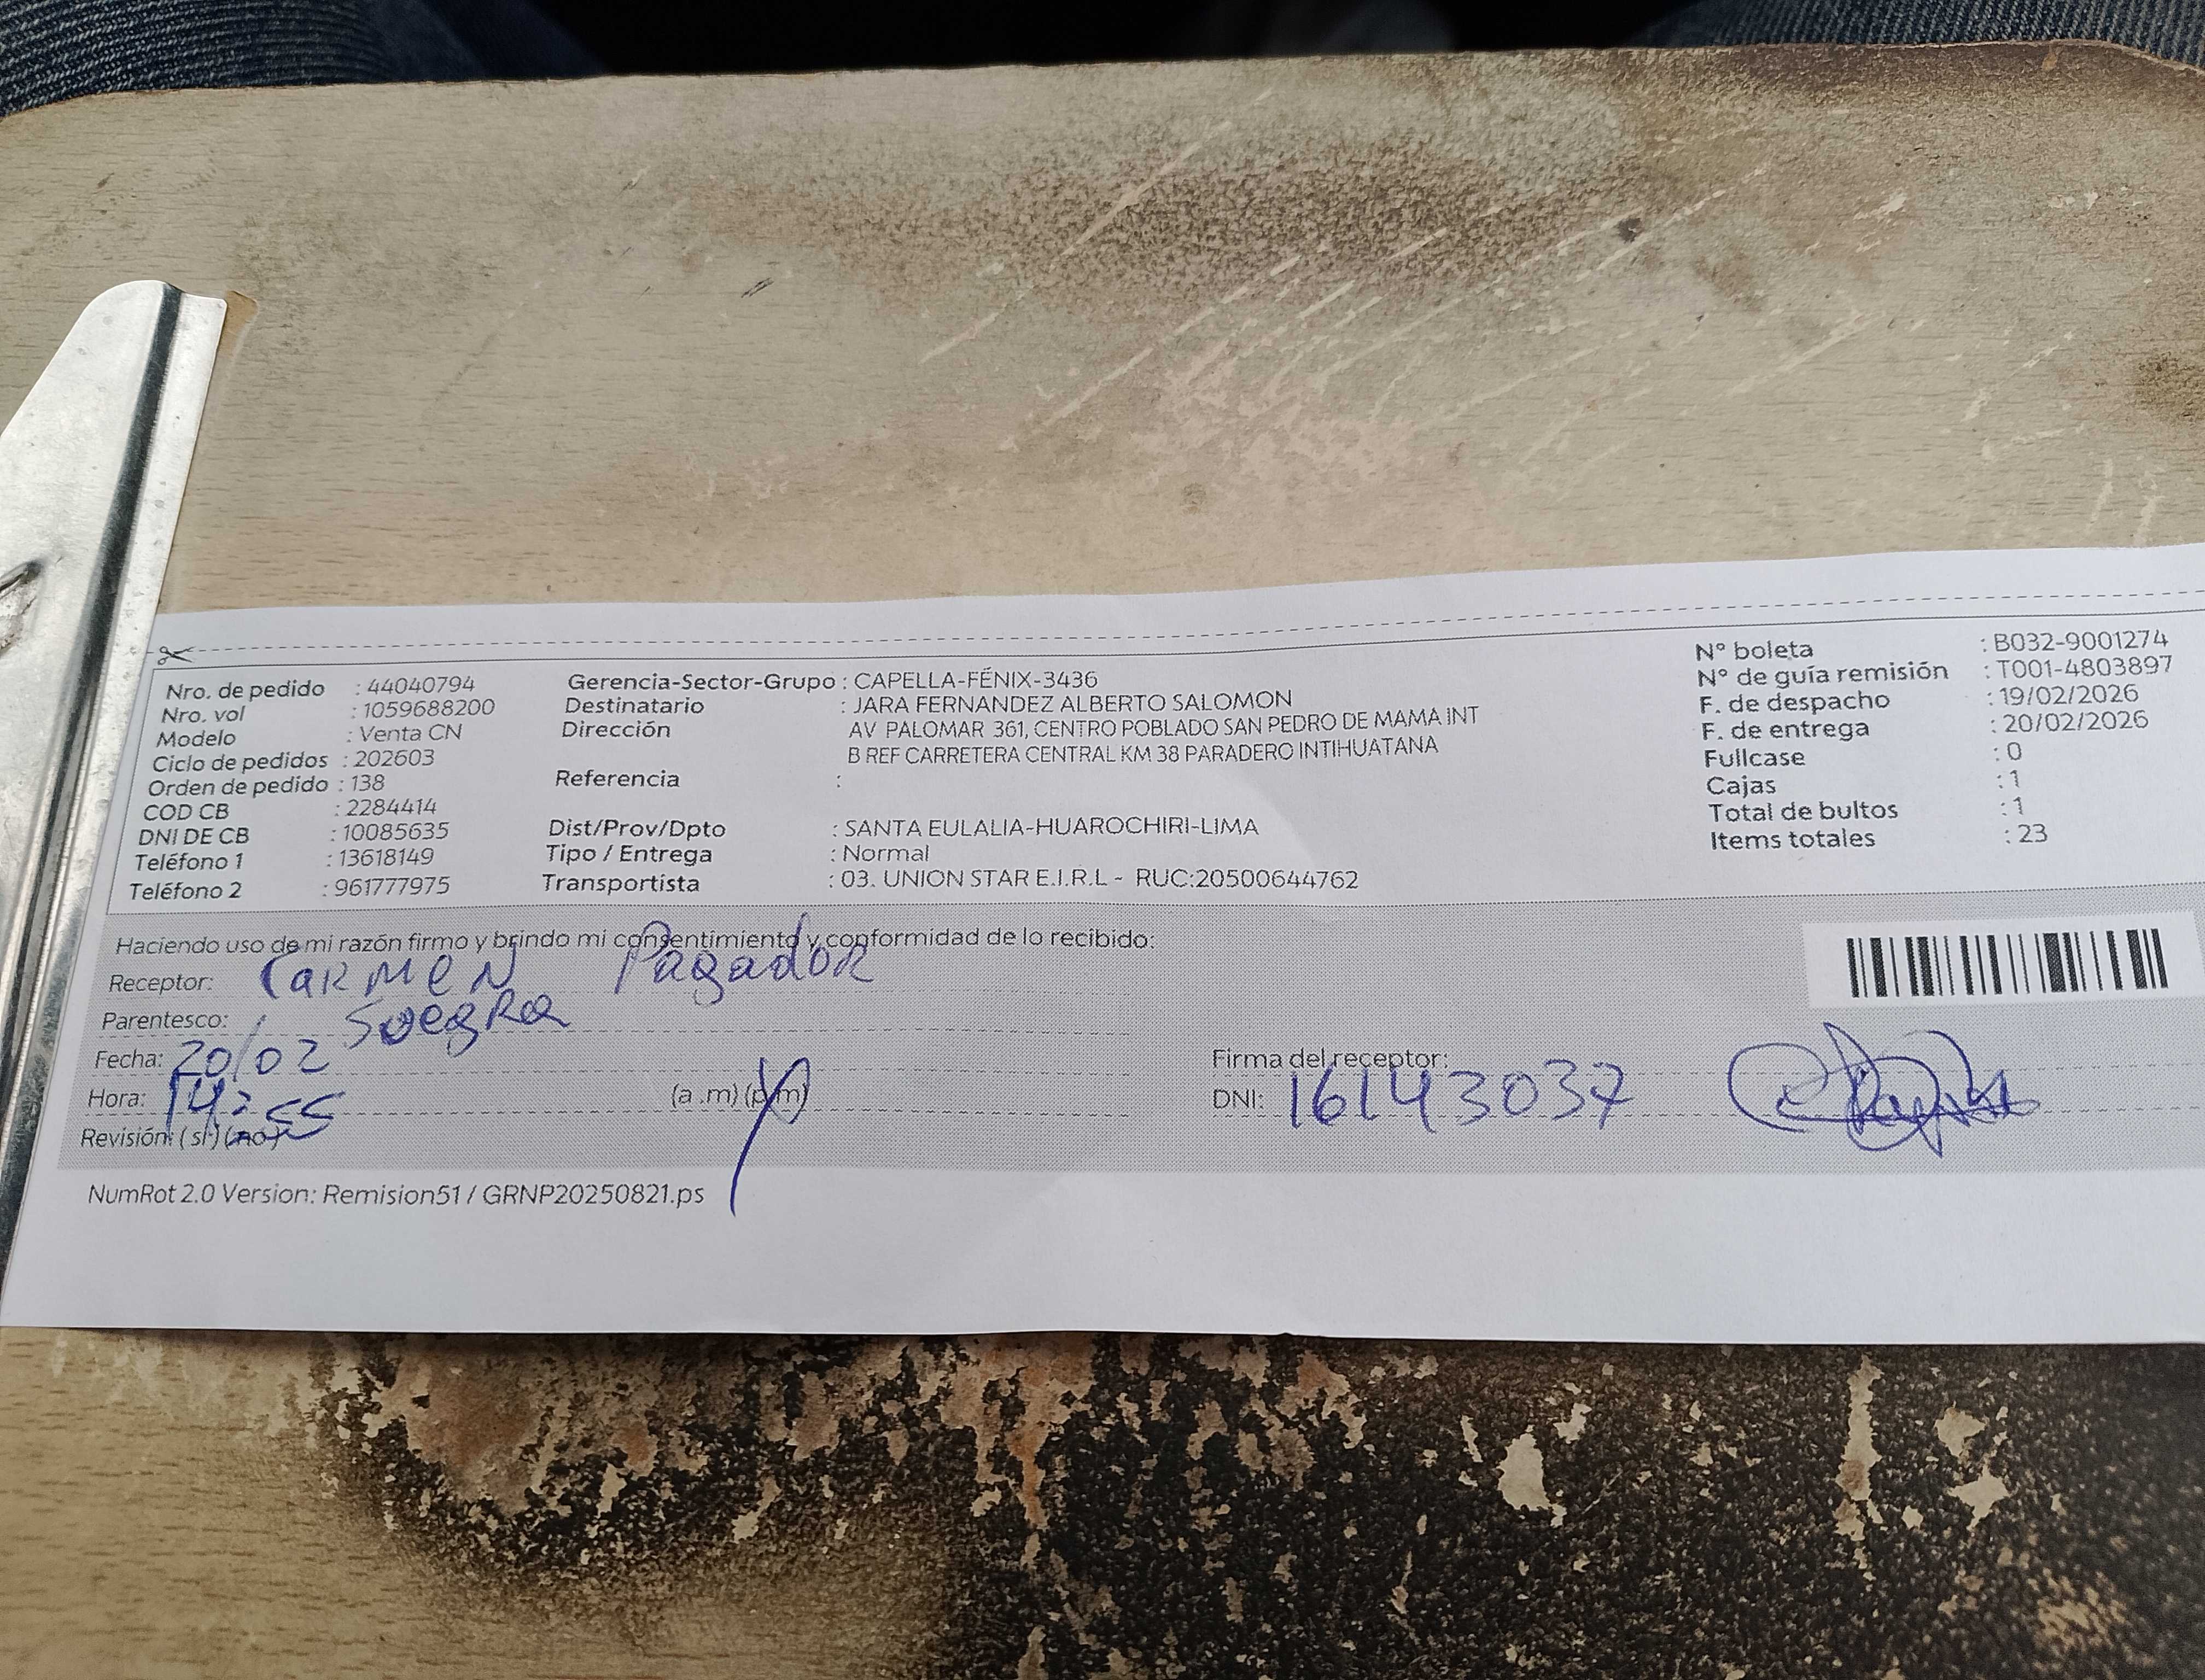 Nro. de pedido : 44040794
Nro. vol : 1059688200
Modelo : Venta CN
Ciclo de pedidos : 202603
Orden de pedido : 138
COD CB : 2284414
DNI DE CB : 10085635
Teléfono 1 : 13618149
Teléfono 2 : 961777975
Gerencia-Sector-Grupo : CAPELLA-FÉNIX-3436
Destinatario : JARA FERNANDEZ ALBERTO SALOMON
Dirección AV PALOMAR 361, CENTRO POBLADO SAN PEDRO DE MAMA INT
B REF CARRETERA CENTRAL KM 38 PARADERO INTIHUATANA
Referencia :
Dist/Prov/Dpto : SANTA EULALIA-HUAROCHIRI-LIMA
Tipo / Entrega : Normal
Transportista : 03. UNION STAR E.I.R.L - RUC:20500644762
N° boleta : B032-9001274
N° de guía remisión : T001-4803897
F. de despacho : 19/02/2026
F. de entrega : 20/02/2026
Fullcase : 0
Cajas : 1
Total de bultos : 1
Items totales : 23
Haciendo uso de mi razón firmo y brindo mi consentimiento y conformidad de lo recibido:
Receptor: CARMEN Pagador
Parentesco: Suegra
Fecha: 20/02
Hora: 14:55 (a.m) (p.m)
Revisión: (si) (no)
Firma del receptor:
DNI: 16143037
NumRot 2.0 Version: Remision51 / GRNP20250821.ps